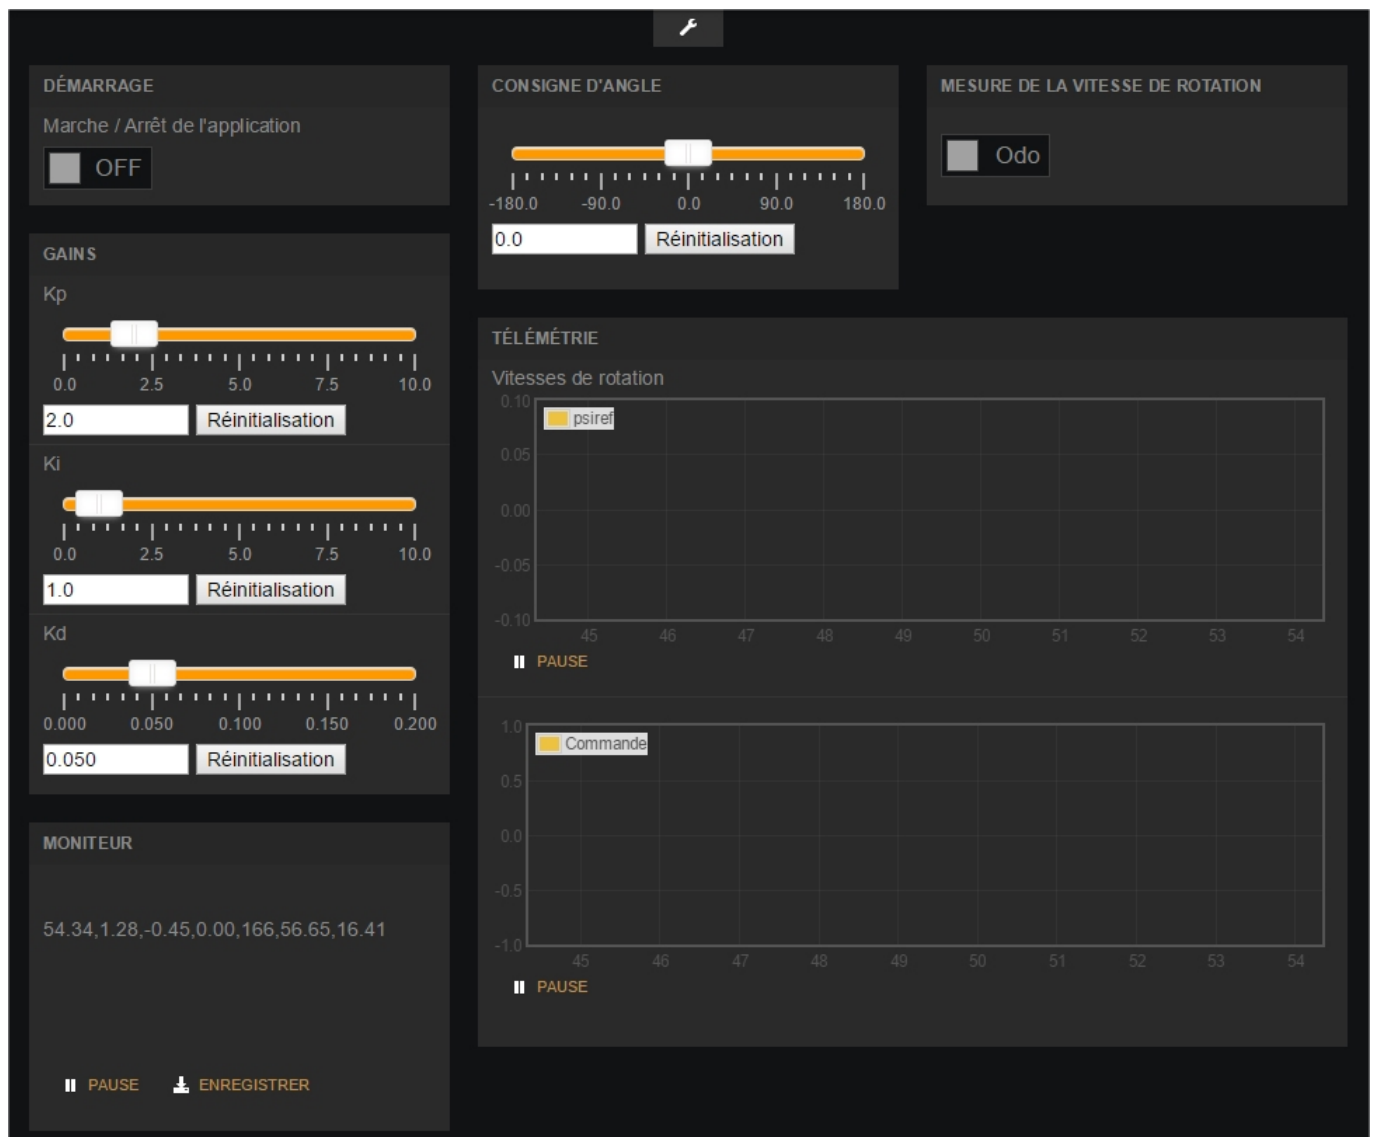 DÉMARRAGE
Marche / Arrêt de l'application
OFF
GAINS
Kp
0.0 2.5 5.0 7.5 10.0
2.0 Réinitialisation
Ki
0.0 2.5 5.0 7.5 10.0
1.0 Réinitialisation
Kd
0.000 0.050 0.100 0.150 0.200
0.050 Réinitialisation
MONITEUR
54.34,1.28,-0.45,0.00,166,56.65,16.41
PAUSE ENREGISTRER
CONSIGNE D'ANGLE
-180.0 -90.0 0.0 90.0 180.0
0.0 Réinitialisation
MESURE DE LA VITESSE DE ROTATION
Odo
TÉLÉMÉTRIE
Vitesses de rotation
0.10
psiref
0.05
0.00
-0.05
-0.10
45 46 47 48 49 50 51 52 53 54
PAUSE
1.0
Commande
0.5
0.0
-0.5
-1.0
45 46 47 48 49 50 51 52 53 54
PAUSE